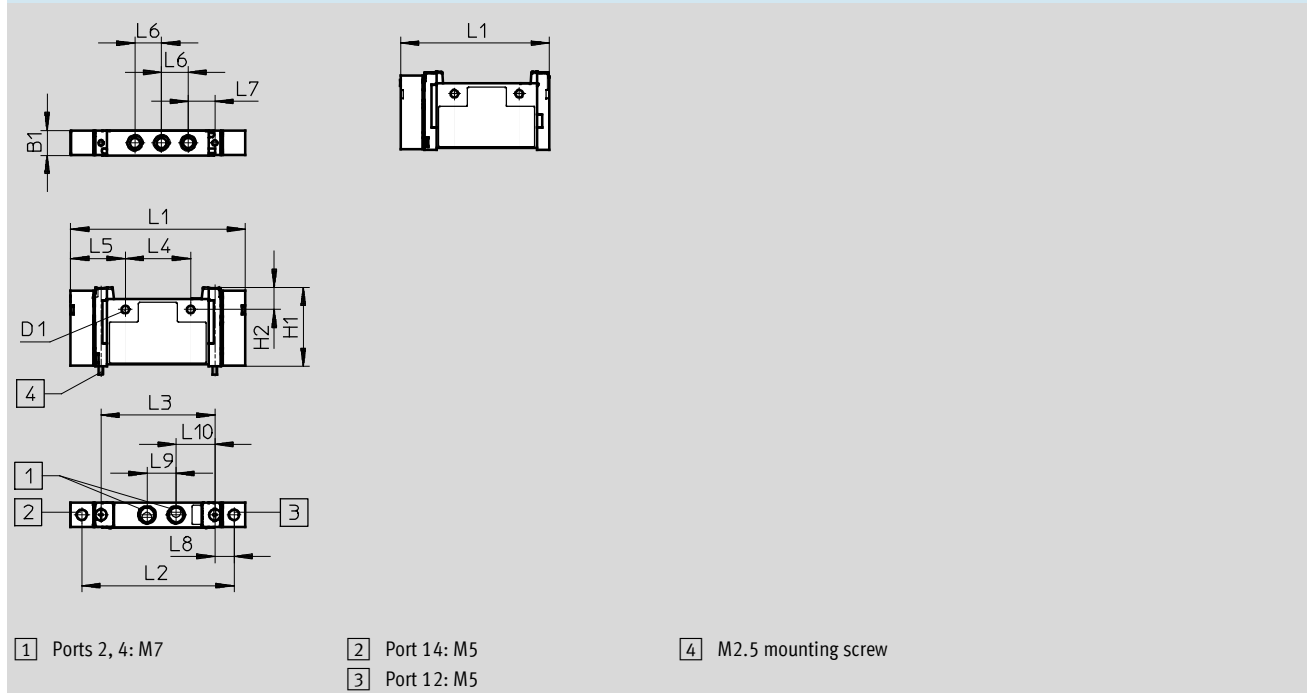 L6
L1
L6
L7
B1
L1
L5 L4
D1
H2
H1
4
L3
L10
L9
1
2
3
L8
L2
1 Ports 2, 4: M7
2 Port 14: M5
4 M2.5 mounting screw
3 Port 12: M5